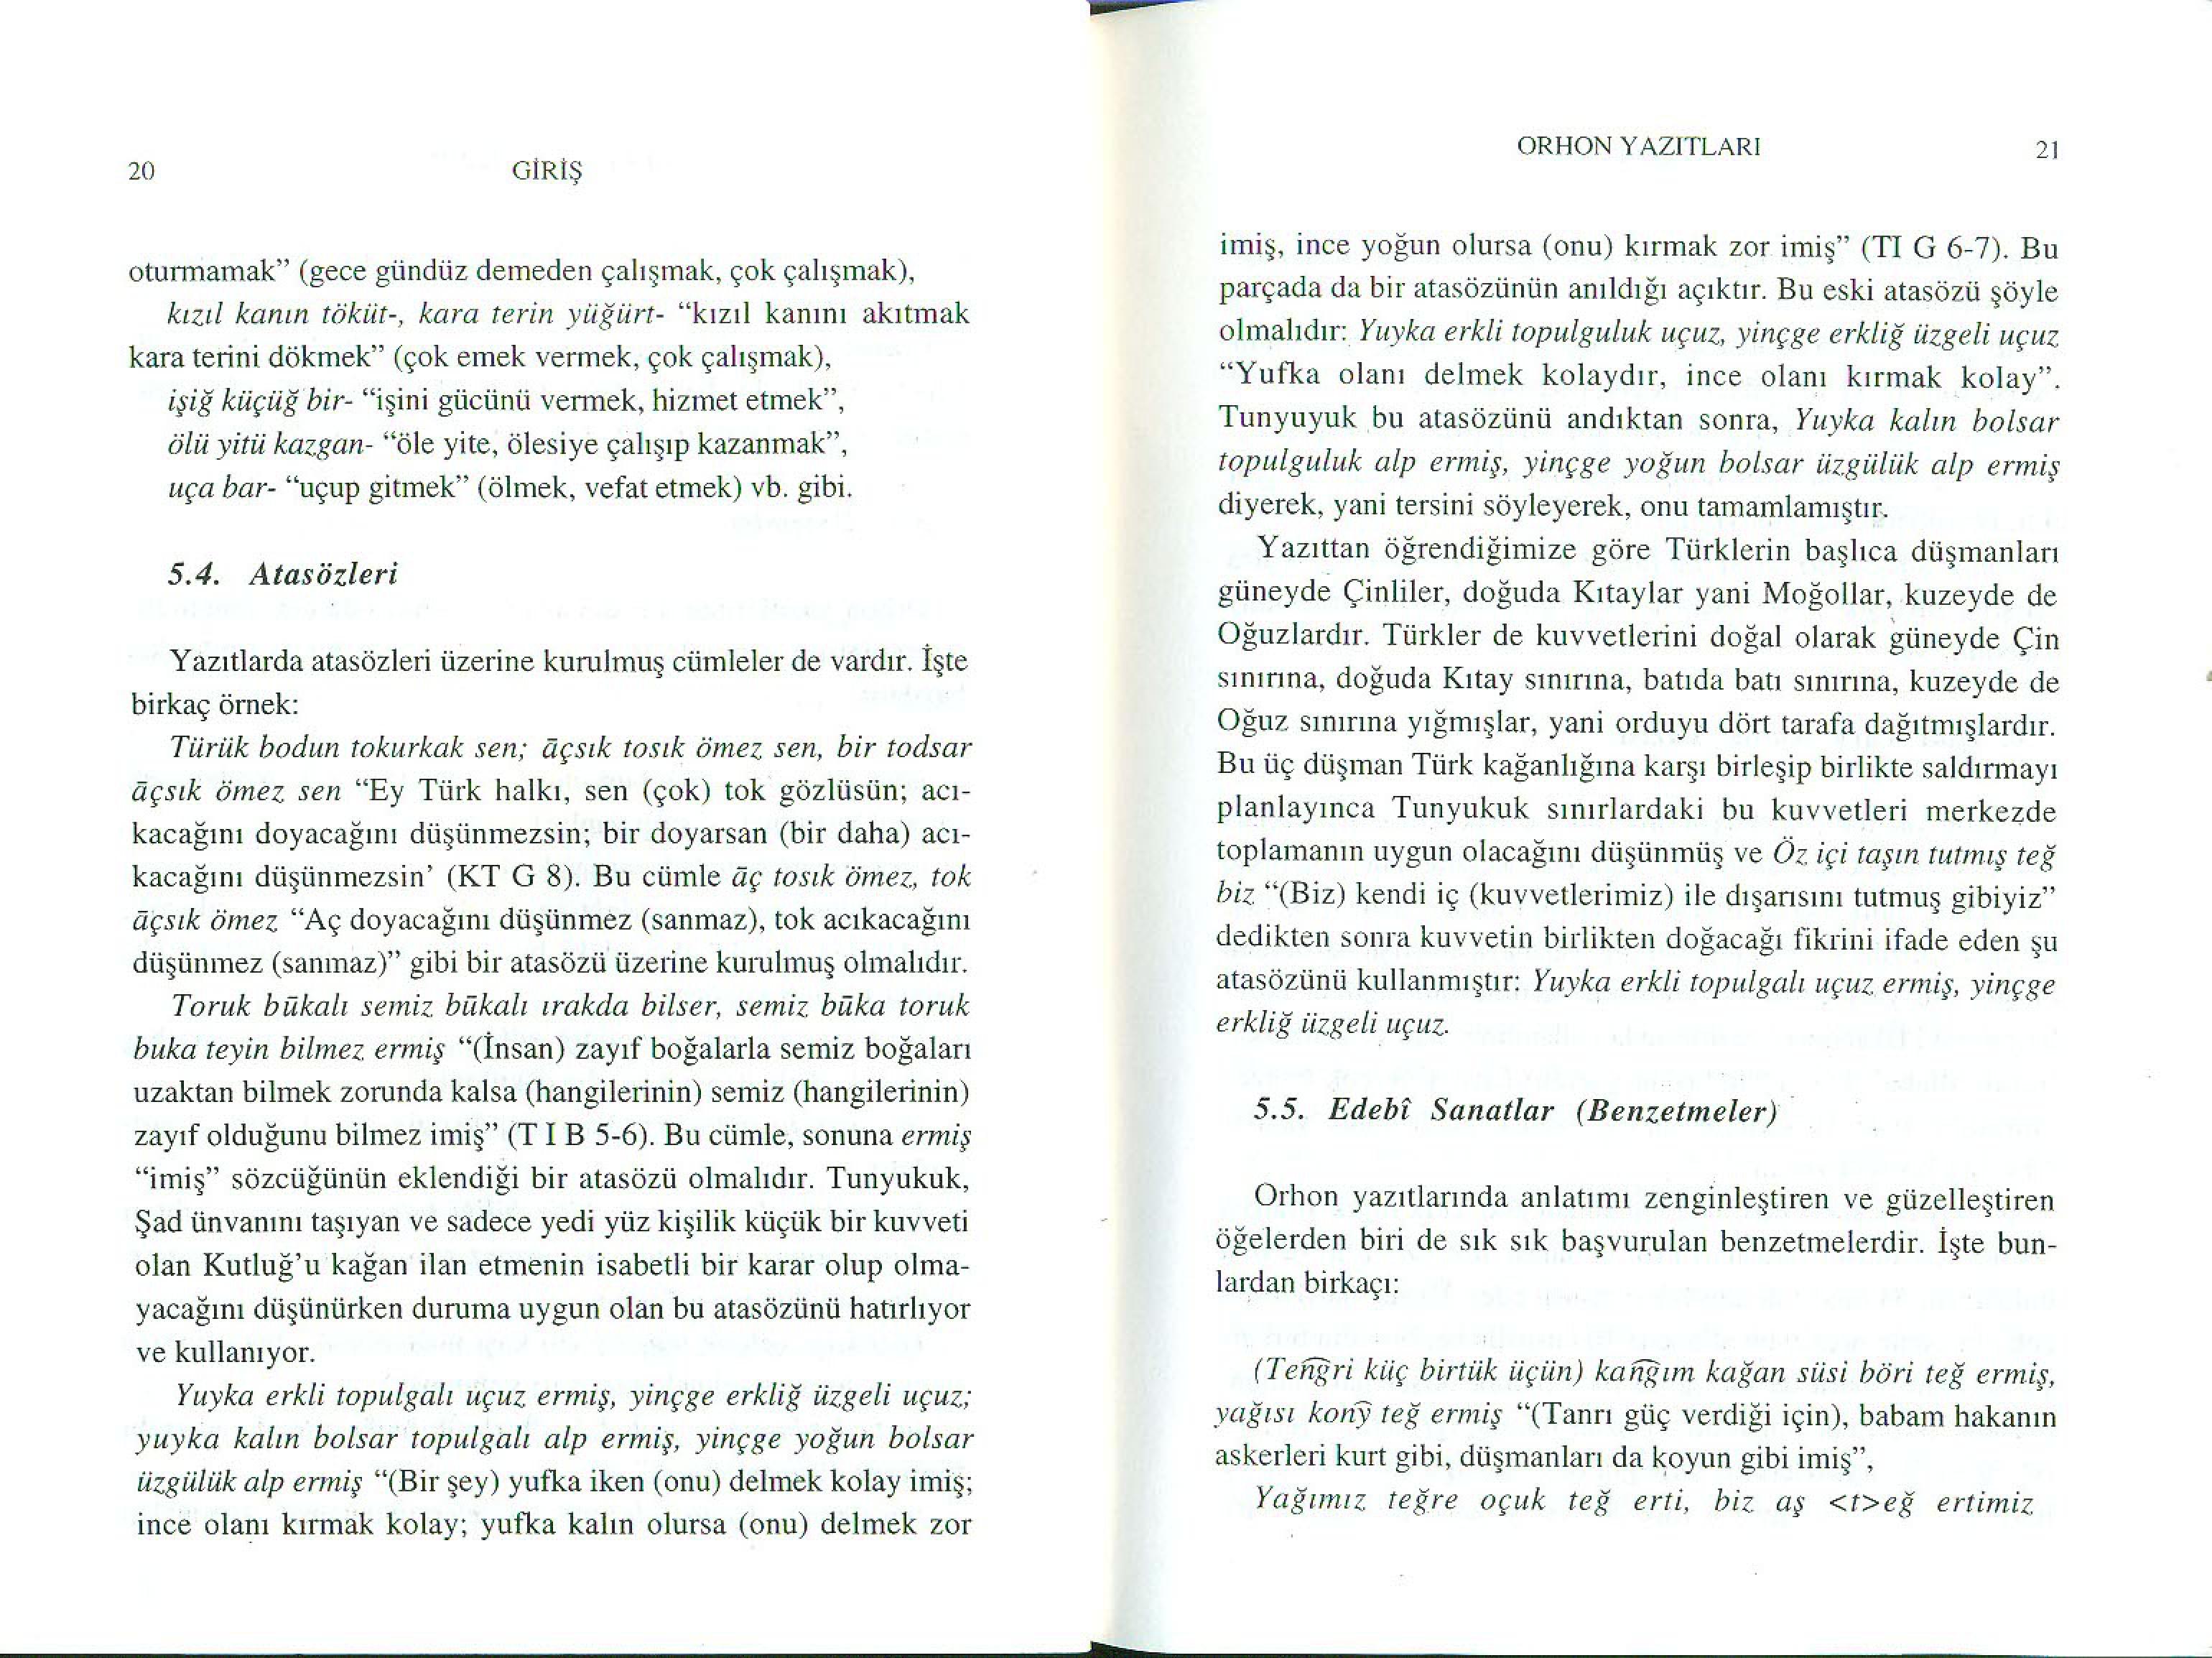 20
GİRİŞ
oturmamak” (gece gündüz demeden çalışmak, çok çalışmak),
kızıl kanın töküt-, kara terin yüğürt- “kızıl kanını akıtmak
kara terini dökmek” (çok emek vermek, çok çalışmak),
işiğ küçüğ bir- “işini gücünü vermek, hizmet etmek”,
ölü yitü kazgan- “öle yite, ölesiye çalışıp kazanmak”,
uça bar- “uçup gitmek” (ölmek, vefat etmek) vb. gibi.
5.4. Atasözleri
Yazıtlarda atasözleri üzerine kurulmuş cümleler de vardır. İşte
birkaç örnek:
Türük bodun tokurkak sen; āçsık tosık ömez sen, bir todsar
āçsık ömez sen “Ey Türk halkı, sen (çok) tok gözlüsün; acı-
kacağını doyacağını düşünmezsin; bir doyarsan (bir daha) acı-
kacağını düşünmezsin’ (KT G 8). Bu cümle āç tosık ömez, tok
āçsık ömez “Aç doyacağını düşünmez (sanmaz), tok acıkacağını
düşünmez (sanmaz)” gibi bir atasözü üzerine kurulmuş olmalıdır.
Toruk būkalı semiz būkalı ırakda bilser, semiz būka toruk
buka teyin bilmez ermiş “(İnsan) zayıf boğalarla semiz boğaları
uzaktan bilmek zorunda kalsa (hangilerinin) semiz (hangilerinin)
zayıf olduğunu bilmez imiş” (T I B 5-6). Bu cümle, sonuna ermiş
“imiş” sözcüğünün eklendiği bir atasözü olmalıdır. Tunyukuk,
Şad ünvanını taşıyan ve sadece yedi yüz kişilik küçük bir kuvveti
olan Kutluğ’u kağan ilan etmenin isabetli bir karar olup olma-
yacağını düşünürken duruma uygun olan bu atasözünü hatırlıyor
ve kullanıyor.
Yuyka erkli topulgalı uçuz ermiş, yinçge erkliğ üzgeli uçuz;
yuyka kalın bolsar topulgalı alp ermiş, yinçge yoğun bolsar
üzgülük alp ermiş “(Bir şey) yufka iken (onu) delmek kolay imiş;
ince olanı kırmak kolay; yufka kalın olursa (onu) delmek zor
ORHON YAZITLARI
21
imiş, ince yoğun olursa (onu) kırmak zor imiş” (TI G 6-7). Bu
parçada da bir atasözünün anıldığı açıktır. Bu eski atasözü şöyle
olmalıdır: Yuyka erkli topulguluk uçuz, yinçge erkliğ üzgeli uçuz
“Yufka olanı delmek kolaydır, ince olanı kırmak kolay”.
Tunyuyuk bu atasözünü andıktan sonra, Yuyka kalın bolsar
topulguluk alp ermiş, yinçge yoğun bolsar üzgülük alp ermiş
diyerek, yani tersini söyleyerek, onu tamamlamıştır.
Yazıttan öğrendiğimize göre Türklerin başlıca düşmanları
güneyde Çinliler, doğuda Kıtaylar yani Moğollar, kuzeyde de
Oğuzlardır. Türkler de kuvvetlerini doğal olarak güneyde Çin
sınırına, doğuda Kıtay sınırına, batıda batı sınırına, kuzeyde de
Oğuz sınırına yığmışlar, yani orduyu dört tarafa dağıtmışlardır.
Bu üç düşman Türk kağanlığına karşı birleşip birlikte saldırmayı
planlayınca Tunyukuk sınırlardaki bu kuvvetleri merkezde
toplamanın uygun olacağını düşünmüş ve Öz içi taşın tutmış teğ
biz “(Biz) kendi iç (kuvvetlerimiz) ile dışarısını tutmuş gibiyiz”
dedikten sonra kuvvetin birlikten doğacağı fikrini ifade eden şu
atasözünü kullanmıştır: Yuyka erkli topulgalı uçuz ermiş, yinçge
erkliğ üzgeli uçuz.
5.5. Edebî Sanatlar (Benzetmeler)
Orhon yazıtlarında anlatımı zenginleştiren ve güzelleştiren
öğelerden biri de sık sık başvurulan benzetmelerdir. İşte bun-
lardan birkaçı:
(Ten͡gri küç birtük üçün) kan͡gım kağan süsi böri teğ ermiş,
yağısı kon͡y teğ ermiş “(Tanrı güç verdiği için), babam hakanın
askerleri kurt gibi, düşmanları da koyun gibi imiş”,
Yağımız teğre oçuk teğ erti, biz aş <t>eğ ertimiz